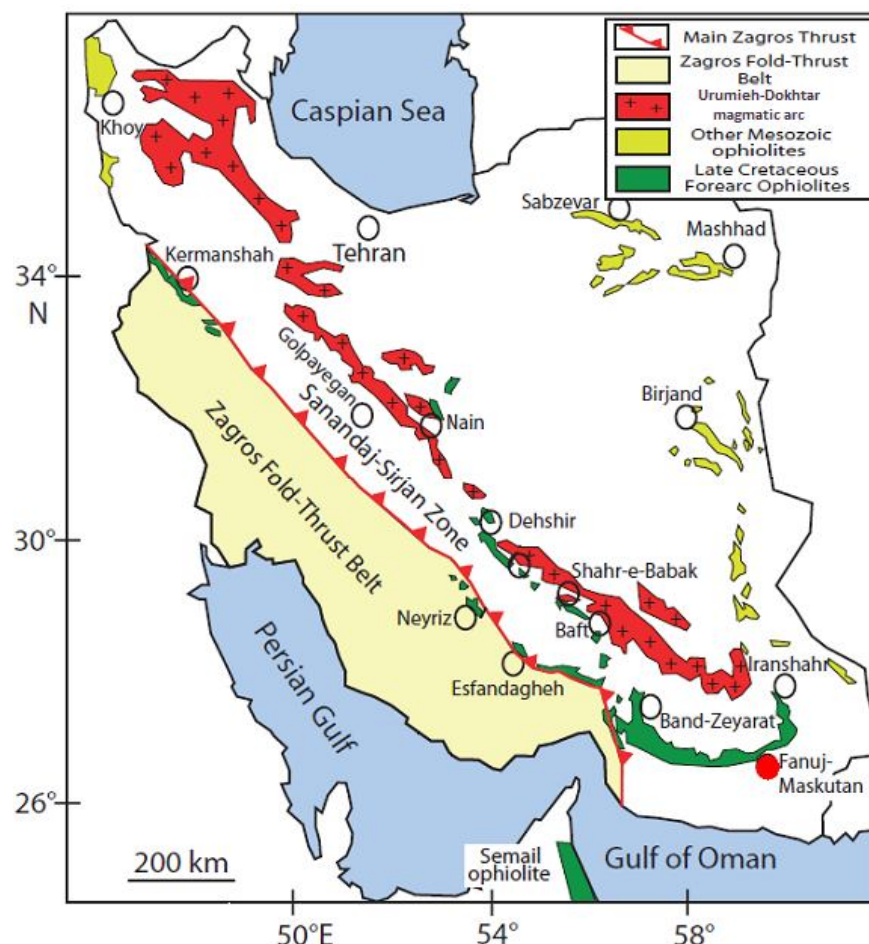 Main Zagros Thrust
Zagros Fold-Thrust
Belt
Urumieh-Dokhtar
magmatic arc
Other Mesozoic
ophiolites
Late Cretaceous
Forearc Ophiolites
Caspian Sea
Khoy
Sabzevar
Mashhad
Tehran
Kermanshah
34°
N
Golpayegan
Birjand
Nain
Sanandaj-Sirjan Zone
Zagros Fold-Thrust Belt
Dehshir
30°
Shahr-e-Babak
Neyriz
Baft
Iranshahr
Esfandagheh
Band-Zeyarat
Persian Gulf
Fanuj-
Maskutan
26°
200 km
Semail
ophiolite
Gulf of Oman
50°E
54°
58°